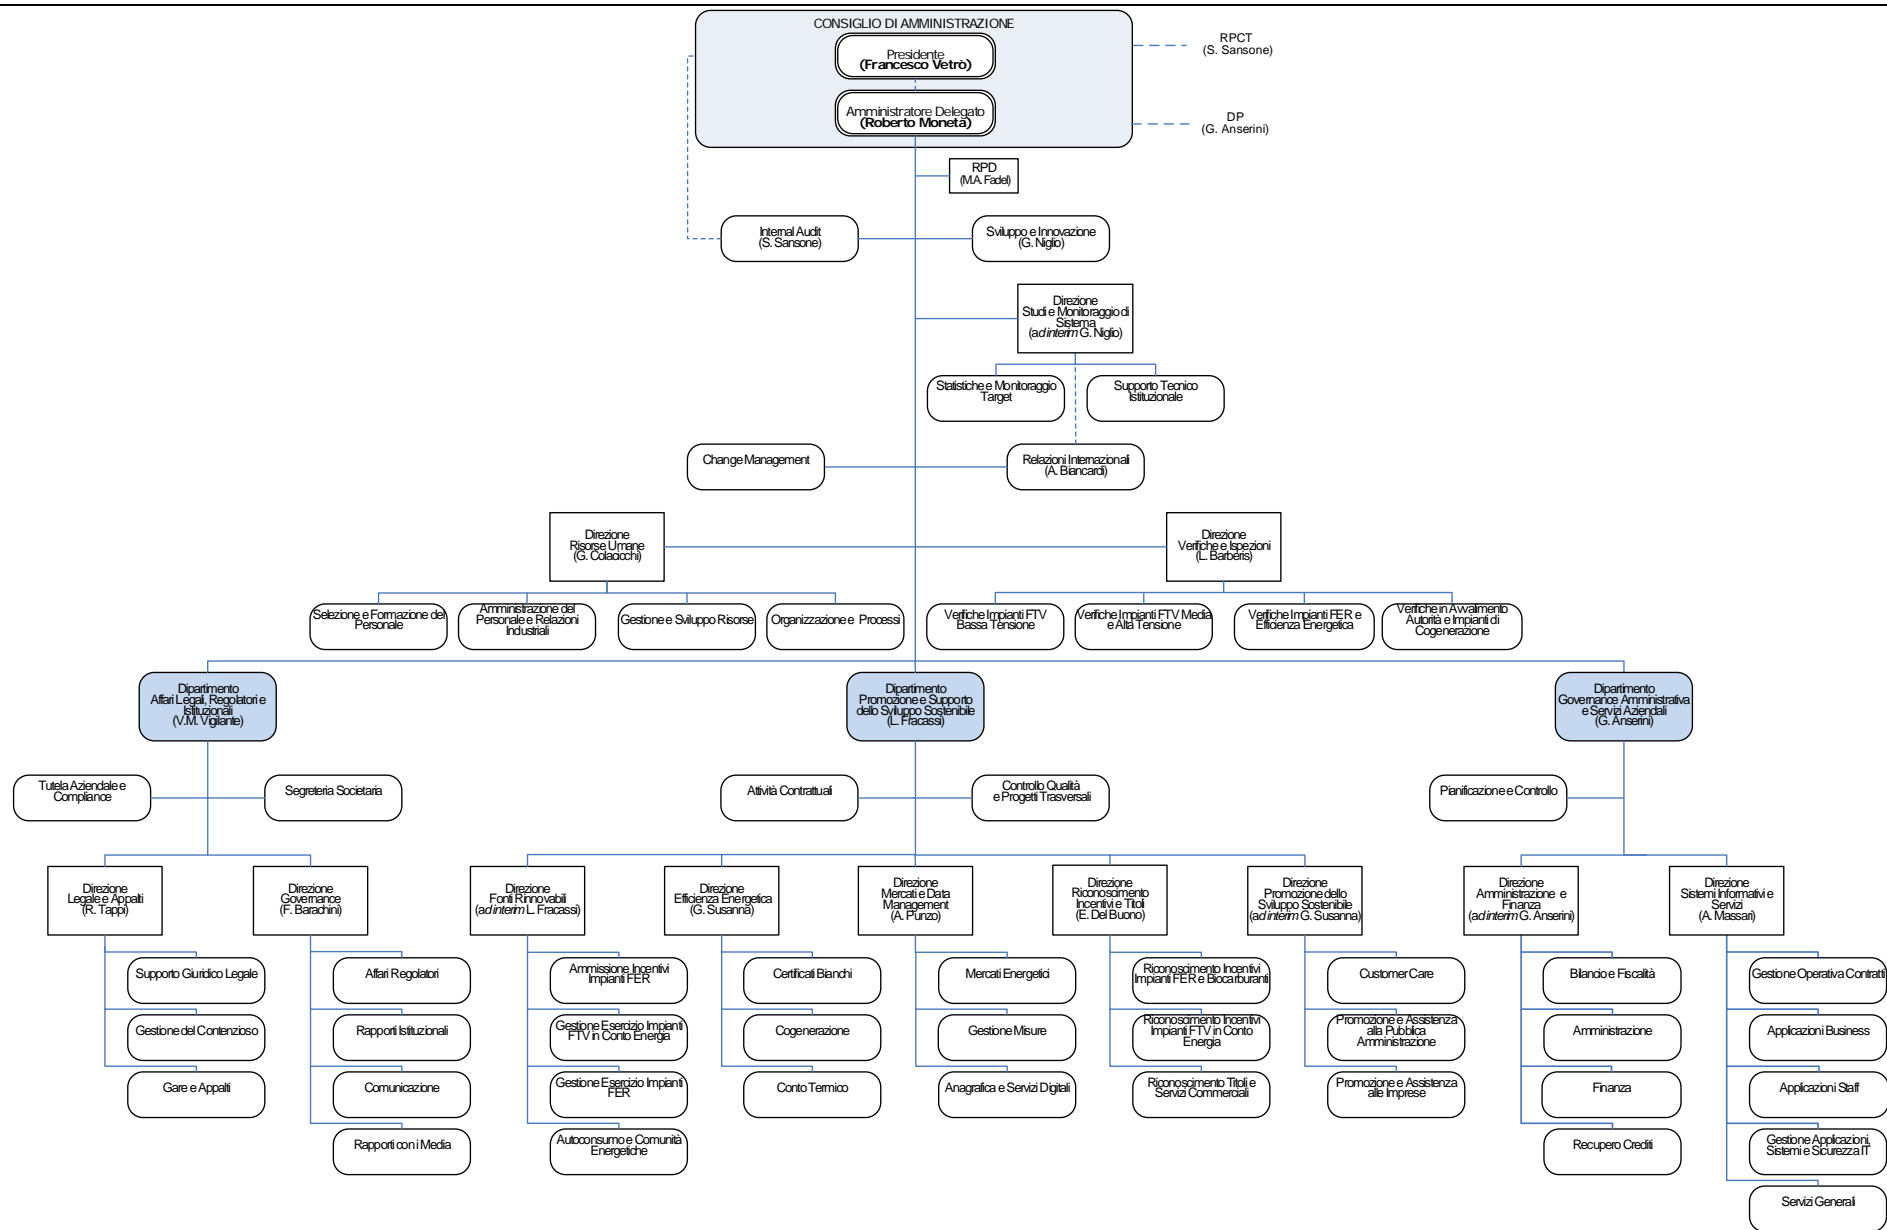 CONSIGLIO DI AMMINISTRAZIONE
Presidente
(Francesco Vetrò)
Amministratore Delegato
(Roberto Moneta)
RPCT
(S. Sansone)
DP
(G. Anserini)
RPD
(M.A. Fadel)
Internal Audit
(S. Sansone)
Sviluppo e Innovazione
(G. Niglio)
Direzione
Studi e Monitoraggio di
Sistema
(ad interim G. Niglio)
Statistiche e Monitoraggio
Target
Supporto Tecnico
Istituzionale
Change Management
Relazioni Internazionali
(A. Biancardi)
Direzione
Risorse Umane
(G. Colacicchi)
Direzione
Verifiche e Ispezioni
(L. Barberis)
Selezione e Formazione del
Personale
Amministrazione del
Personale e Relazioni
Industriali
Gestione e Sviluppo Risorse
Organizzazione e Processi
Verifiche Impianti FTV
Bassa Tensione
Verifiche Impianti FTV Media
e Alta Tensione
Verifiche Impianti FER e
Efficienza Energetica
Verifiche in Avvalimento
Autorità e Impianti di
Cogenerazione
Dipartimento
Affari Legali, Regolatori e
Istituzionali
(V.M. Vigilante)
Dipartimento
Promozione e Supporto
dello Sviluppo Sostenibile
(L. Fracassi)
Dipartimento
Governance Amministrativa
e Servizi Aziendali
(G. Anserini)
Tutela Aziendale e
Compliance
Segreteria Societaria
Attività Contrattuali
Controllo Qualità
e Progetti Trasversali
Pianificazione e Controllo
Direzione
Legale e Appalti
(R. Tappi)
Direzione
Governance
(F. Barachini)
Direzione
Fonti Rinnovabili
(ad interim L. Fracassi)
Direzione
Efficienza Energetica
(G. Susanna)
Direzione
Mercati e Data
Management
(A. Punzo)
Direzione
Riconoscimento
Incentivi e Titoli
(E. Del Buono)
Direzione
Promozione dello
Sviluppo Sostenibile
(ad interim G. Susanna)
Direzione
Amministrazione e
Finanza
(ad interim G. Anserini)
Direzione
Sistemi Informativi e
Servizi
(A. Massari)
Supporto Giuridico Legale
Gestione del Contenzioso
Gare e Appalti
Affari Regolatori
Rapporti Istituzionali
Comunicazione
Rapporti con i Media
Ammissione Incentivi
Impianti FER
Gestione Esercizio Impianti
FTV in Conto Energia
Gestione Esercizio Impianti
FER
Autoconsumo e Comunità
Energetiche
Certificati Bianchi
Cogenerazione
Conto Termico
Mercati Energetici
Gestione Misure
Anagrafica e Servizi Digitali
Riconoscimento Incentivi
Impianti FER e Biocarburanti
Riconoscimento Incentivi
Impianti FTV in Conto
Energia
Riconoscimento Titoli e
Servizi Commerciali
Customer Care
Promozione e Assistenza
alla Pubblica
Amministrazione
Promozione e Assistenza
alle Imprese
Bilancio e Fiscalità
Amministrazione
Finanza
Recupero Crediti
Gestione Operativa Contratti
Applicazioni Business
Applicazioni Staff
Gestione Applicazioni,
Sistemi e Sicurezza IT
Servizi Generali